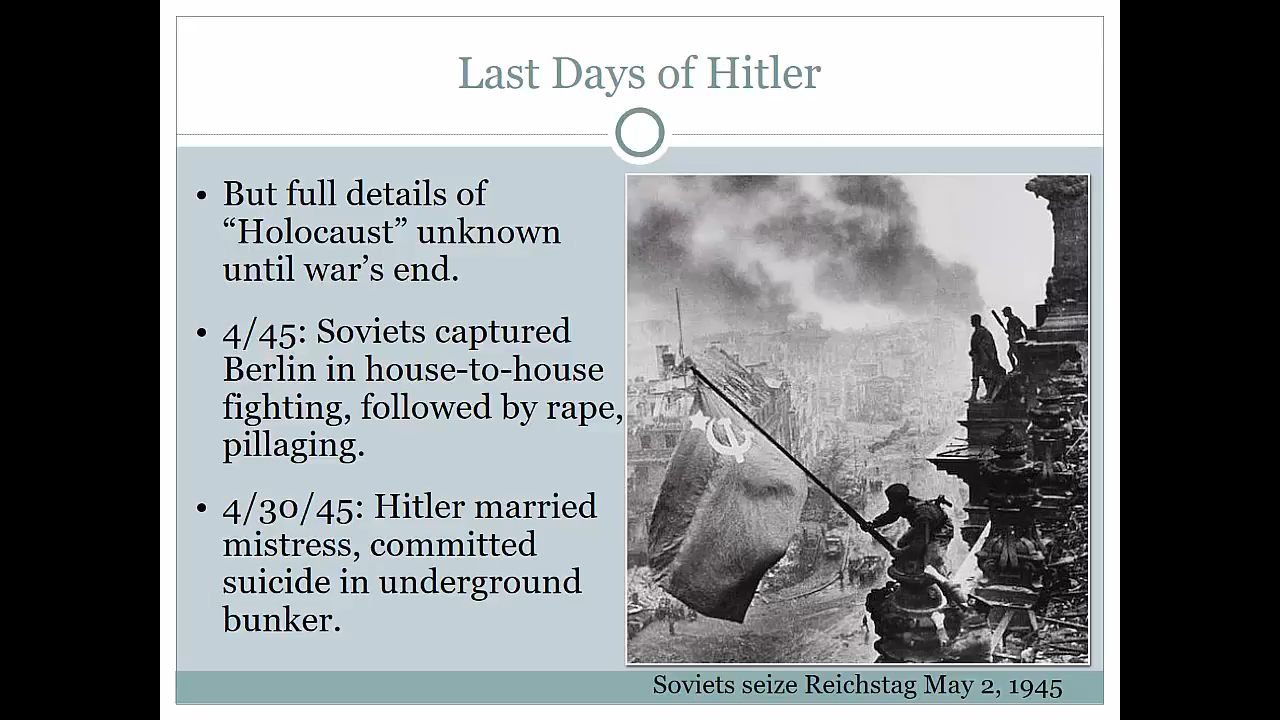 Last Days of Hitler
• But full details of
“Holocaust” unknown
until war’s end.
• 4/45: Soviets captured
Berlin in house-to-house
fighting, followed by rape,
pillaging.
• 4/30/45: Hitler married
mistress, committed
suicide in underground
bunker.
Soviets seize Reichstag May 2, 1945